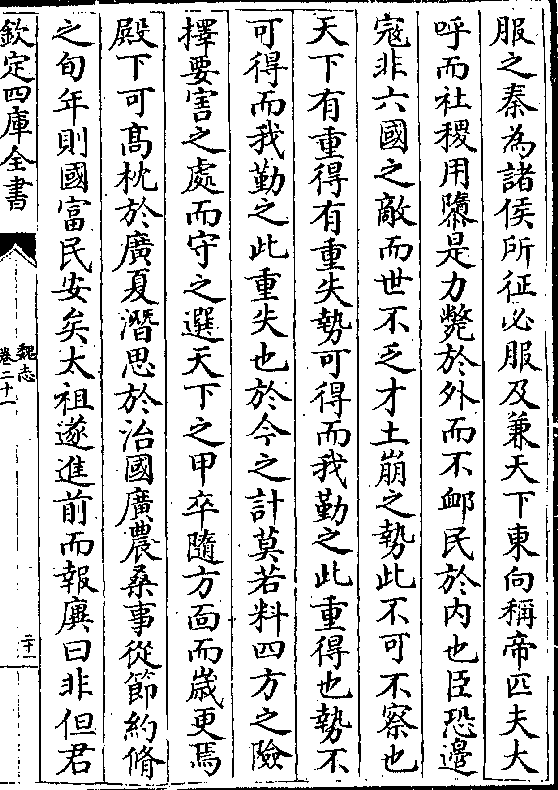 服之秦為諸侯所征必服及兼天下東向稱帝匹夫大
呼而社稷用隳是力斃於外而不卹民於内也臣恐邊
寇非六國之敵而世不乏才土崩之勢此不可不察也
天下有重得有重失勢可得而我勤之此重得也勢不
可得而我勤之此重失也於今之計莫若料四方之險
擇要害之處而守之選天下之甲卒隨方面而歲更焉
殿下可高枕於廣夏潛思於治國廣農桑事從節約脩
之旬年則國富民安矣太祖遂進前而報廙曰非但君
欽定四庫全書
魏志
卷二十一
二十一